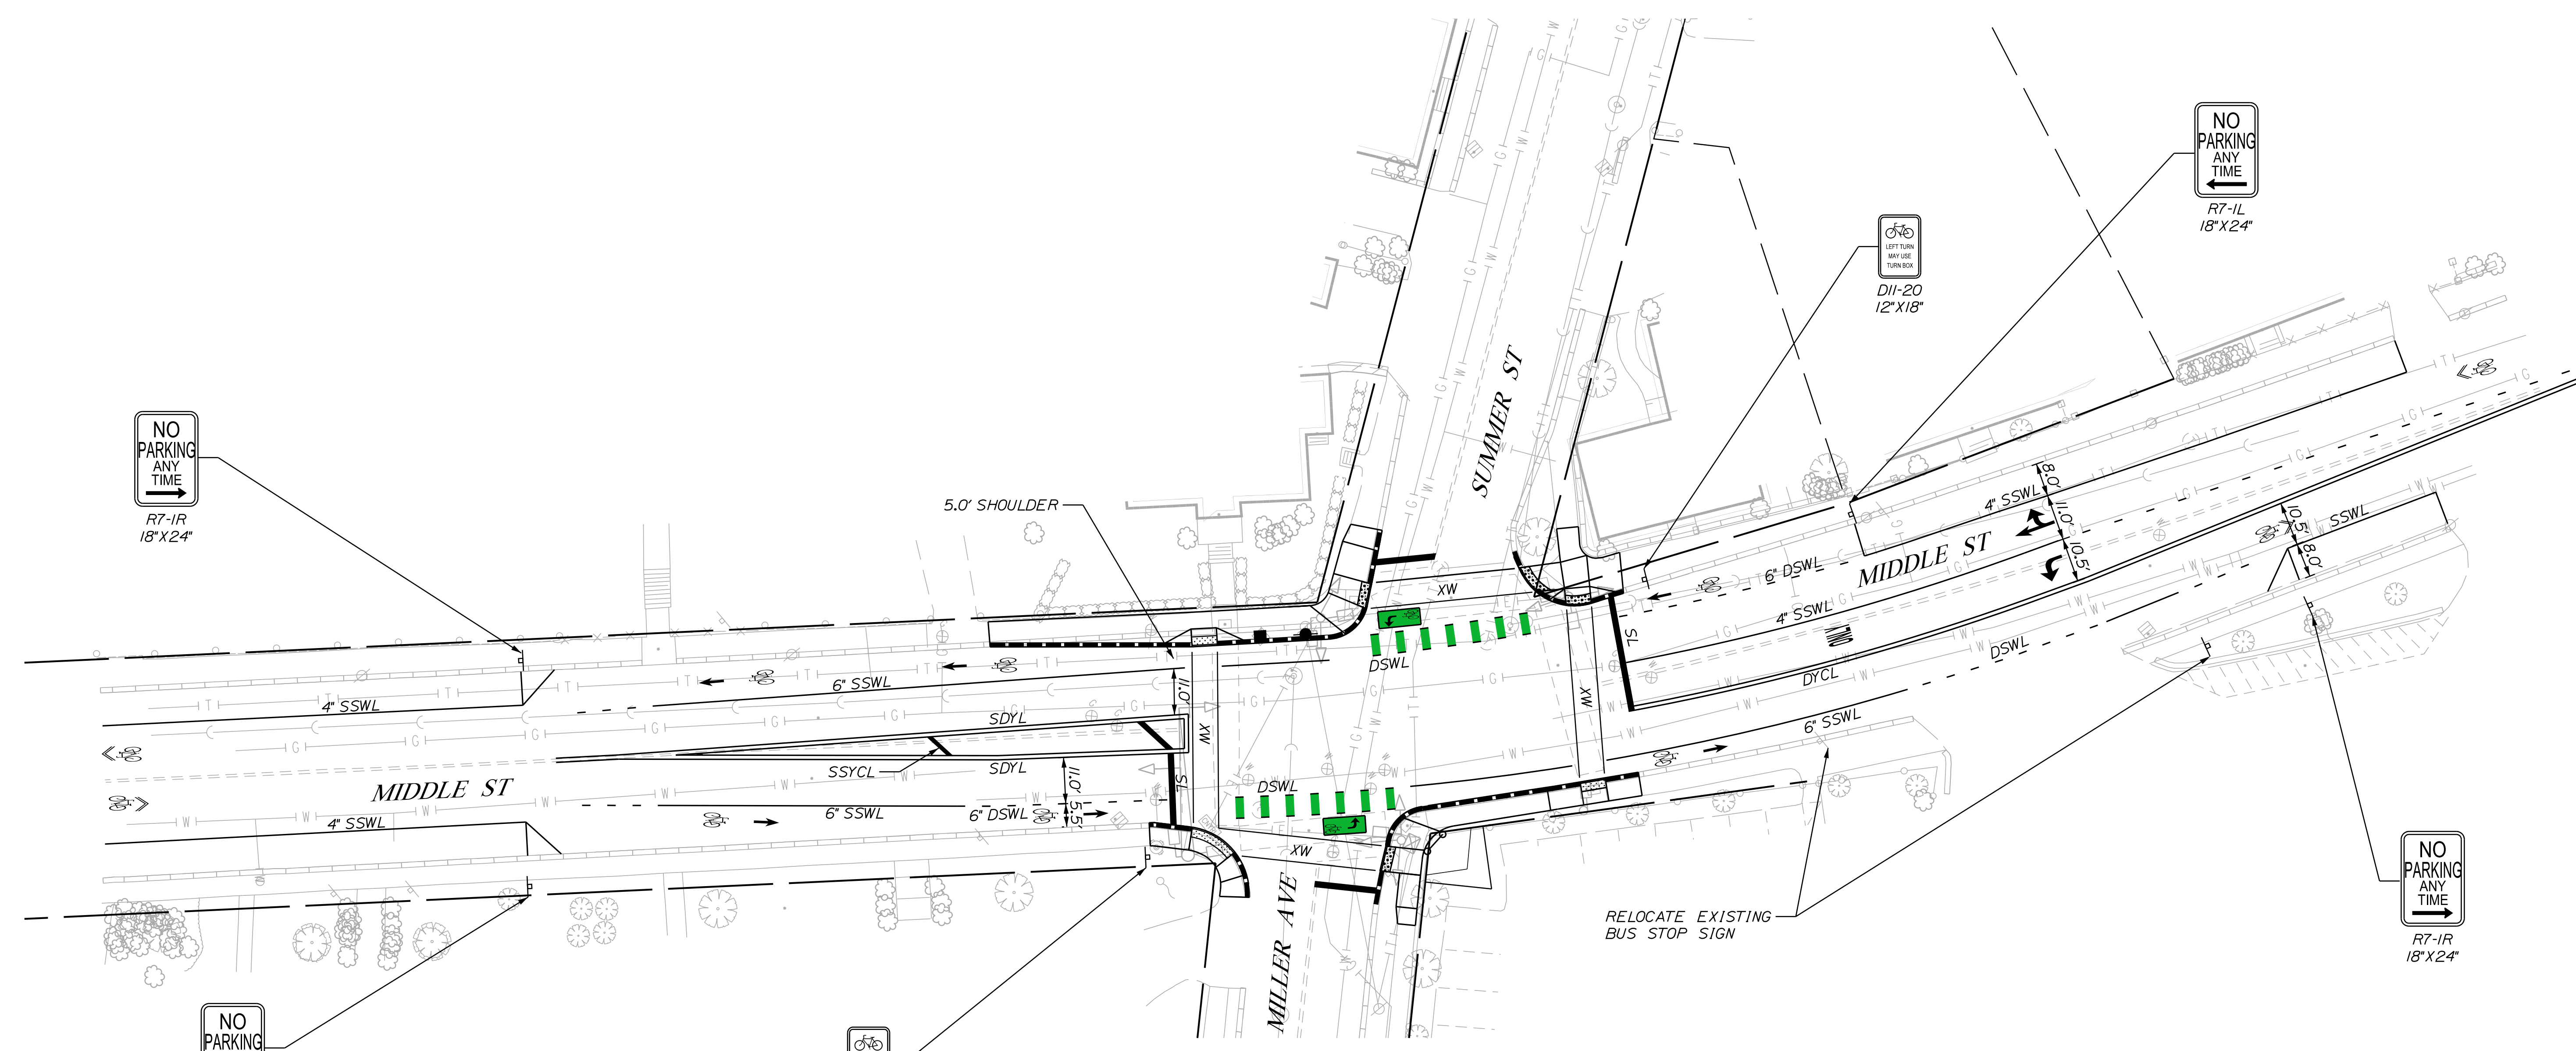 NO
PARKING
ANY
TIME
R7-1L
18"X24"
LEFT TURN
MAY USE
TURN BOX
D11-20
12"X18"
SUMMER ST
NO
PARKING
ANY
TIME
R7-1R
18"X24"
5.0' SHOULDER
8.0'
11.0'
10.5'
4" SSWL
MIDDLE ST
6" DSWL
4" SSWL
10.5'
8.0'
SSWL
XW
SL
XW
DSWL
DYCL
DSWL
6" SSWL
6" SSWL
4" SSWL
11.0'
XW
SDYL
SSYCL
SDYL
MIDDLE ST
11.0'
5.5'
SL
DSWL
4" SSWL
6" SSWL
6" DSWL
XW
MILLER AVE
RELOCATE EXISTING
BUS STOP SIGN
NO
PARKING
ANY
TIME
R7-1R
18"X24"
NO
PARKING